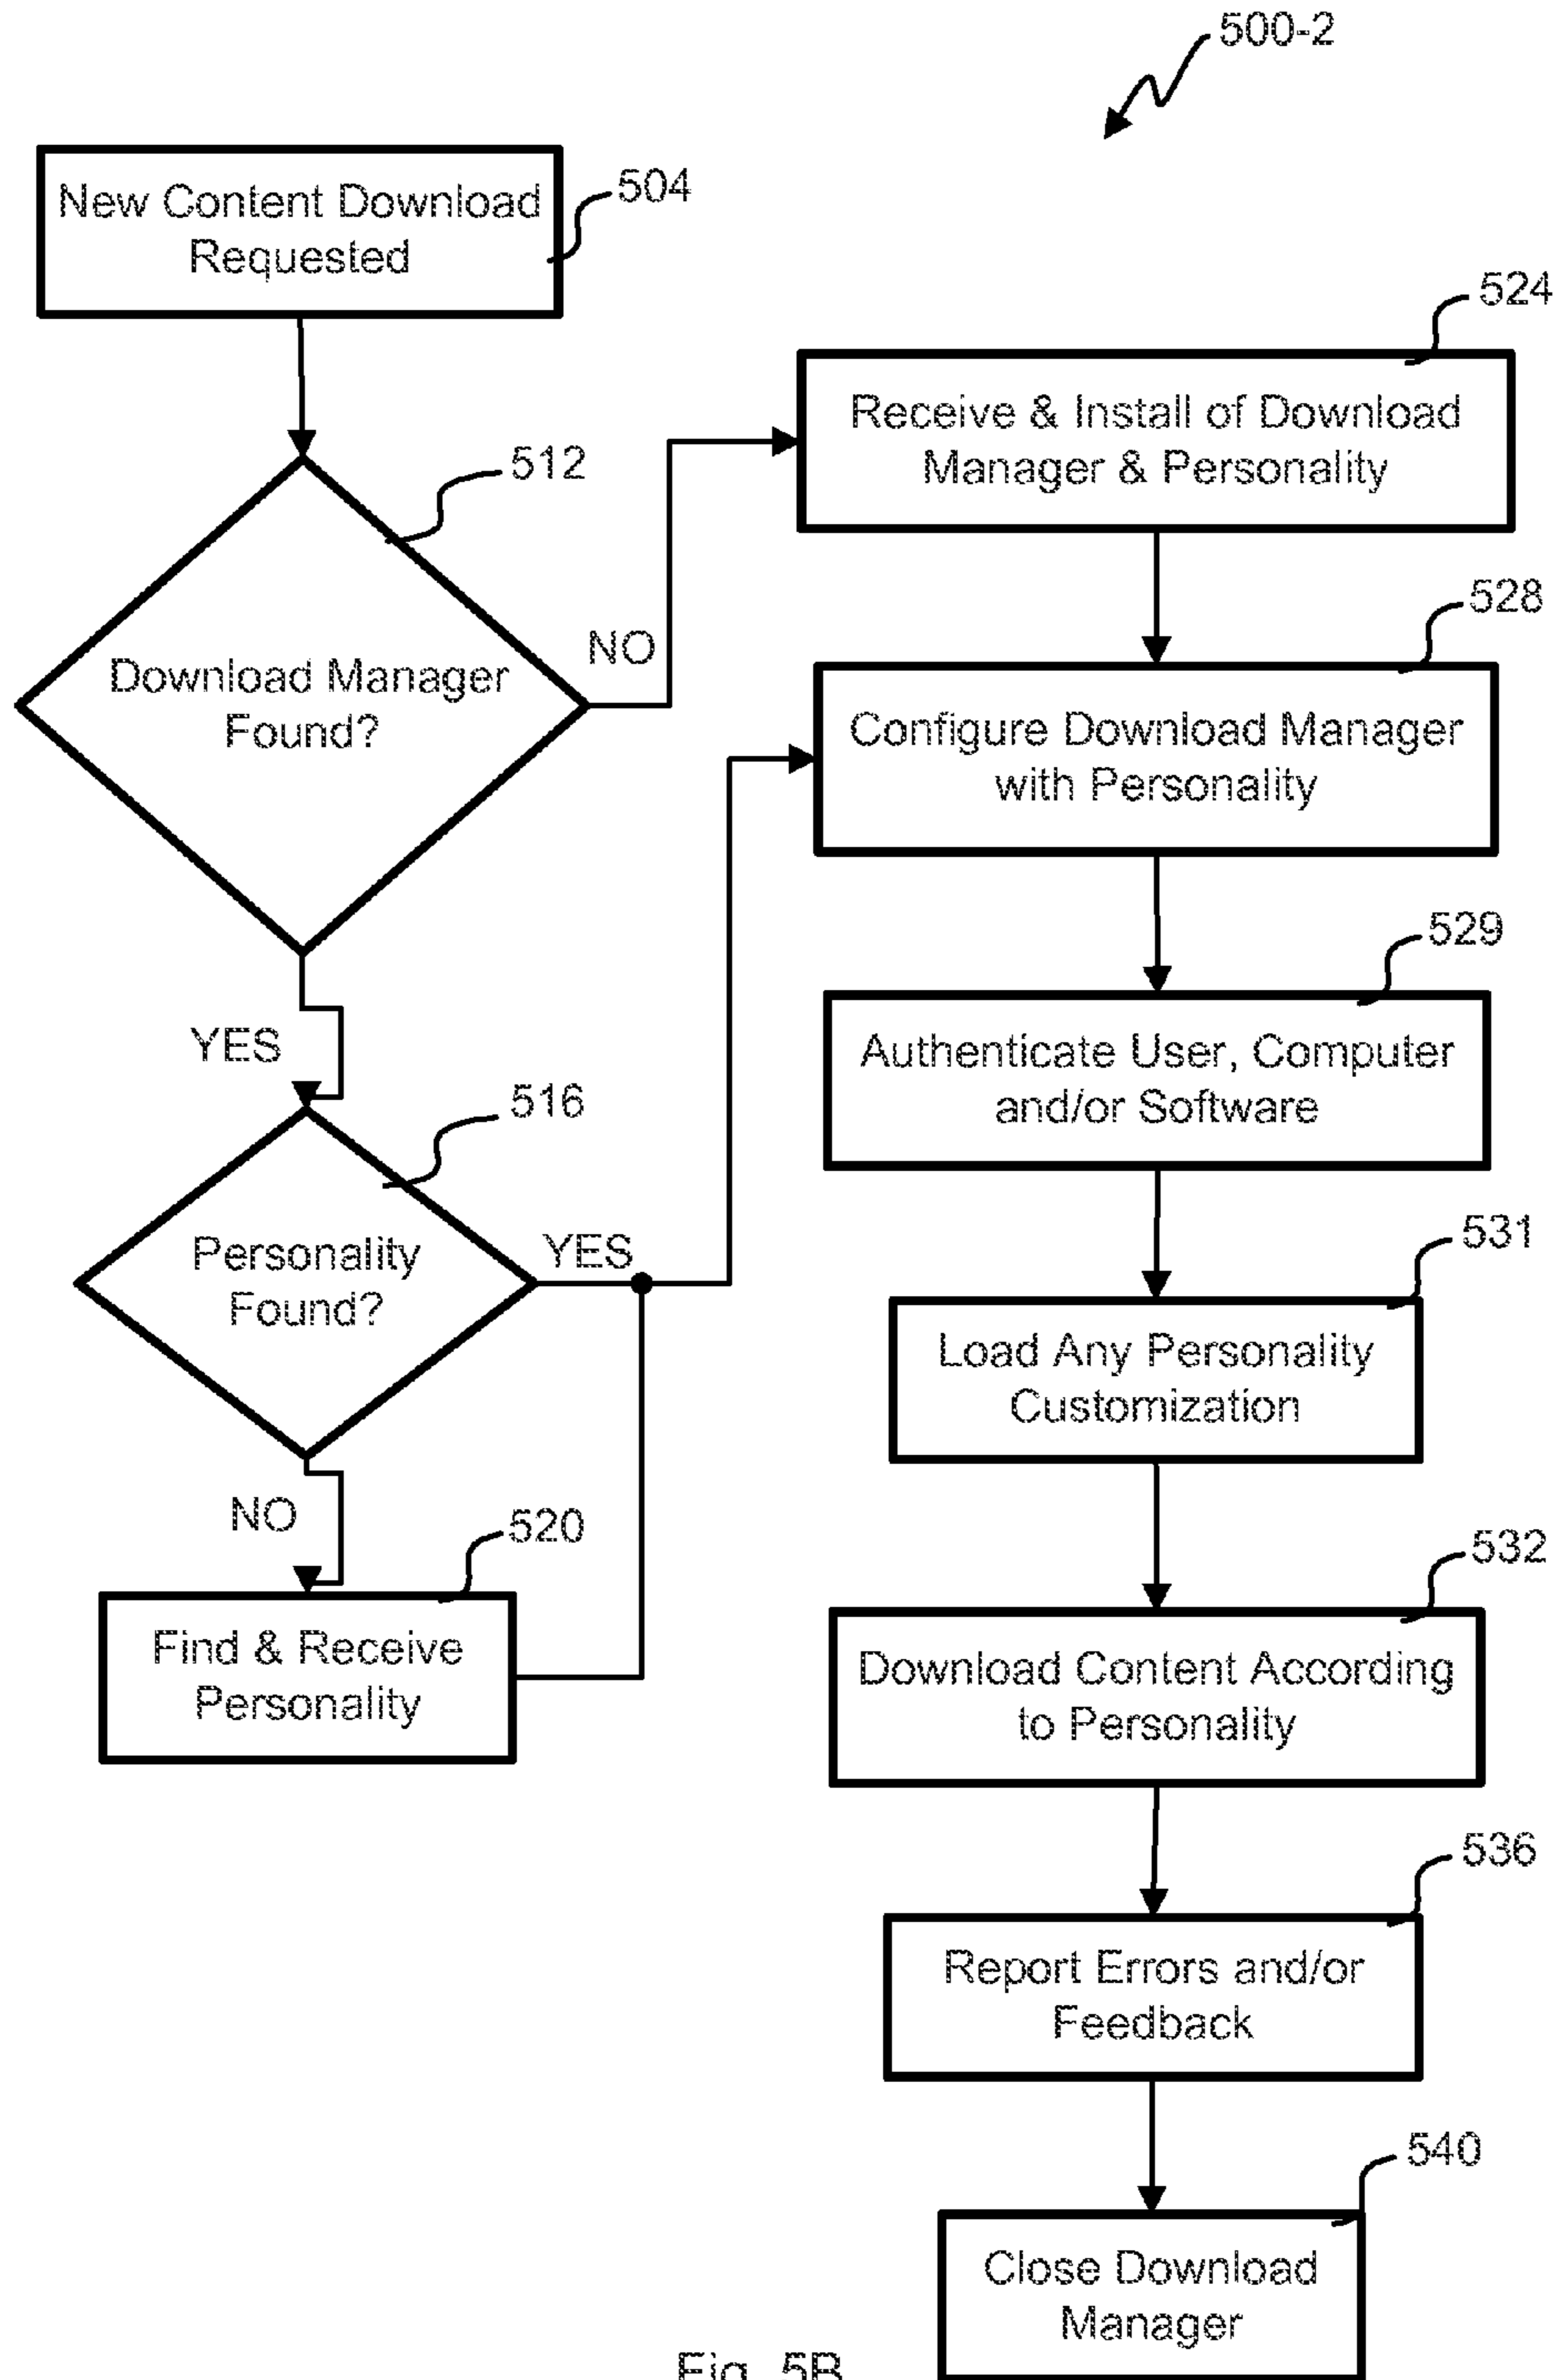 500-2
New Content Download
Requested
504
512
Download Manager
Found?
NO
YES
516
Personality
Found?
YES
NO
520
Find & Receive
Personality
524
Receive & Install of Download
Manager & Personality
528
Configure Download Manager
with Personality
529
Authenticate User, Computer
and/or Software
531
Load Any Personality
Customization
532
Download Content According
to Personality
536
Report Errors and/or
Feedback
540
Close Download
Manager
Fig. 5B